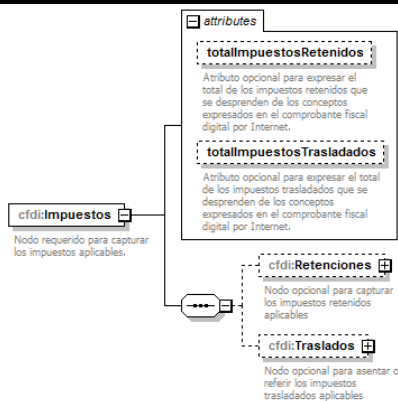 attributes
totalImpuestosRetenidos
Atributo opcional para expresar el
total de los impuestos retenidos que
se desprenden de los conceptos
expresados en el comprobante fiscal
digital por Internet.
totalImpuestosTrasladados
Atributo opcional para expresar el total
de los impuestos trasladados que se
desprenden de los conceptos
expresados en el comprobante fiscal
digital por Internet.
cfdi:Impuestos
Nodo requerido para capturar
los impuestos aplicables.
cfdi:Retenciones
Nodo opcional para capturar
los impuestos retenidos
aplicables
cfdi:Traslados
Nodo opcional para asentar o
referir los impuestos
trasladados aplicables